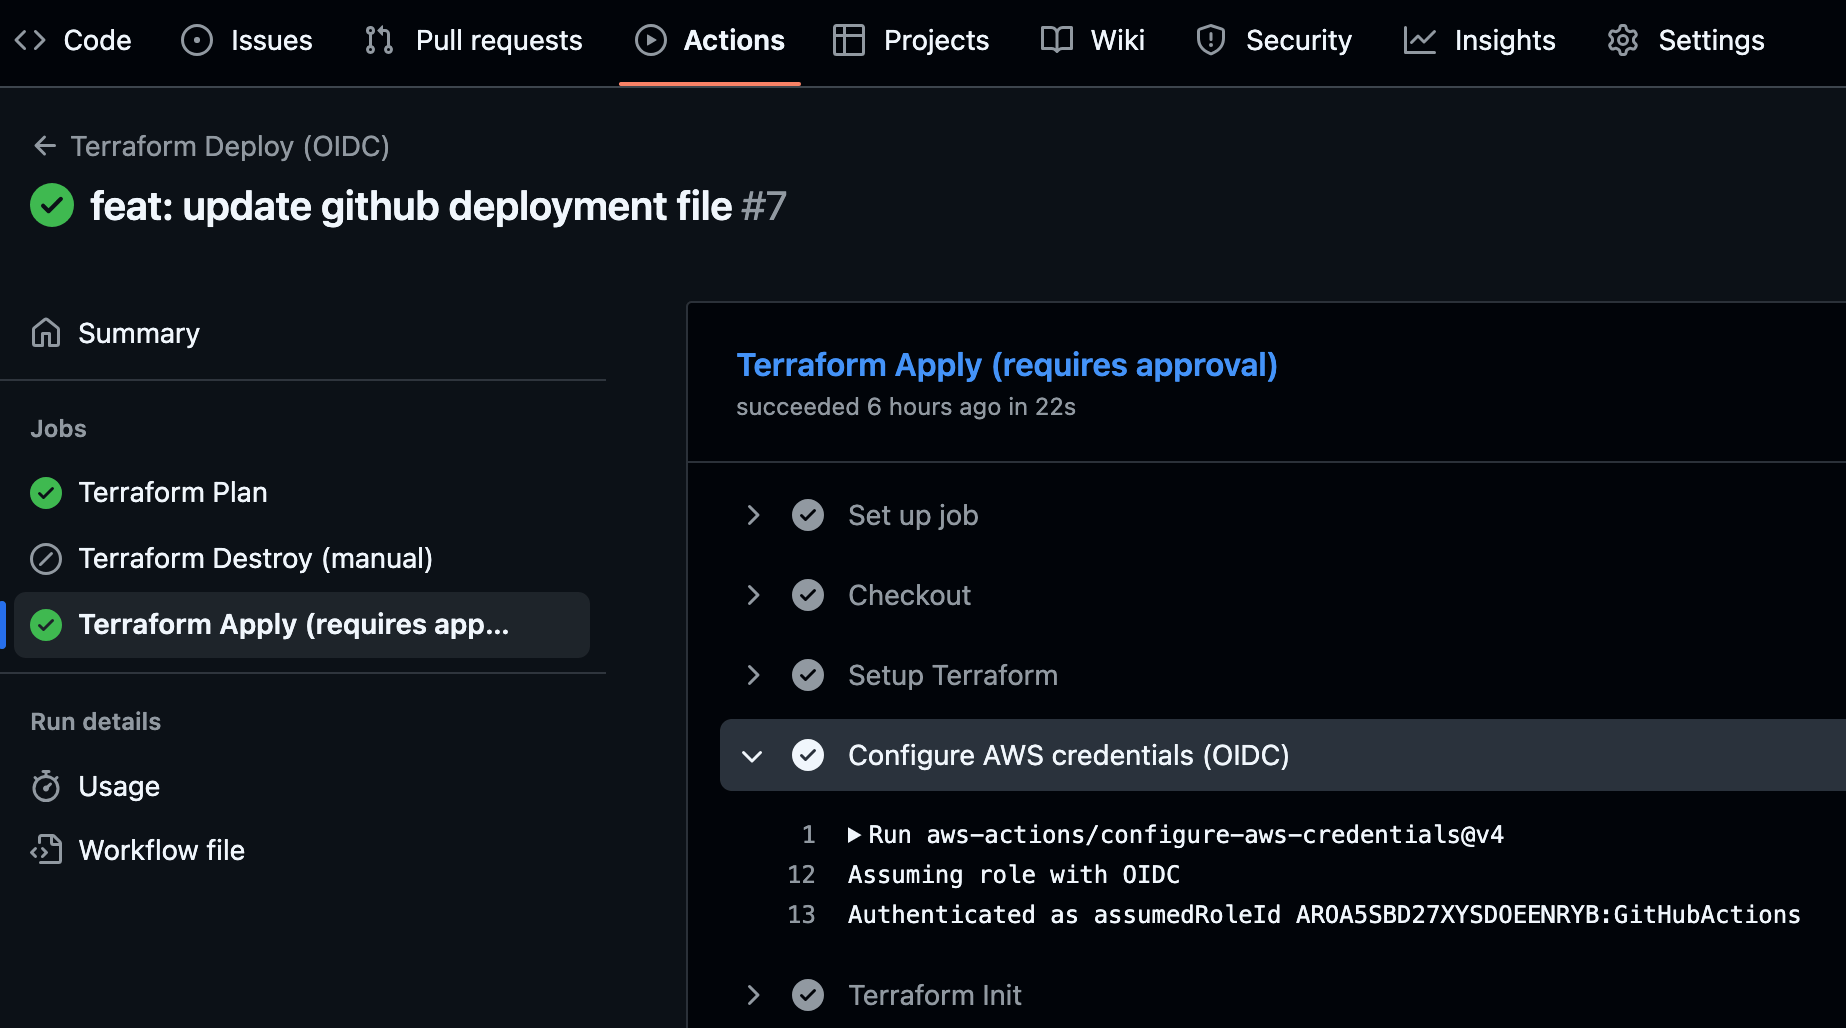 Code Issues Pull requests Actions Projects Wiki Security Insights Settings
Terraform Deploy (OIDC)
feat: update github deployment file #7
Summary
Jobs
Terraform Plan
Terraform Destroy (manual)
Terraform Apply (requires app...
Run details
Usage
Workflow file
Terraform Apply (requires approval)
succeeded 6 hours ago in 22s
Set up job
Checkout
Setup Terraform
Configure AWS credentials (OIDC)
1 Run aws-actions/configure-aws-credentials@v4
12 Assuming role with OIDC
13 Authenticated as assumedRoleId AROA5SBD27XYSDOEENRYB:GitHubActions
Terraform Init